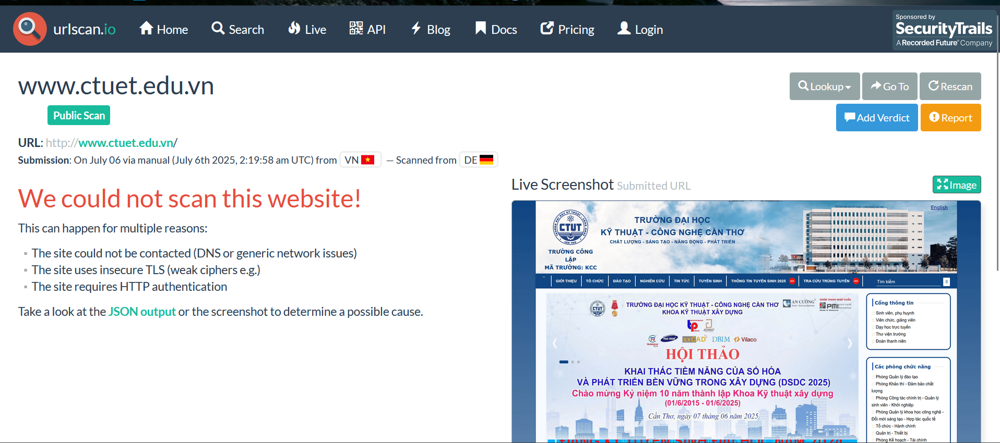 urlscan.io
Home
Search
Live
API
Blog
Docs
Pricing
Login
Sponsored by
SecurityTrails
A Recorded Future® Company
www.ctuet.edu.vn
Lookup
Go To
Rescan
Public Scan
Add Verdict
Report
URL: http://www.ctuet.edu.vn/
Submission: On July 06 via manual (July 6th 2025, 2:19:58 am UTC) from VN — Scanned from DE
We could not scan this website!
This can happen for multiple reasons:
The site could not be contacted (DNS or generic network issues)
The site uses insecure TLS (weak ciphers e.g.)
The site requires HTTP authentication
Take a look at the JSON output or the screenshot to determine a possible cause.
Live Screenshot Submitted URL
Image
English
CTUT
TRƯỜNG ĐẠI HỌC
KỸ THUẬT - CÔNG NGHỆ CẦN THƠ
CHẤT LƯỢNG - SÁNG TẠO - NĂNG ĐỘNG - PHÁT TRIỂN
TRƯỜNG CÔNG
LẬP
MÃ TRƯỜNG: KCC
GIỚI THIỆU
TỔ CHỨC
ĐÀO TẠO
NGHIÊN CỨU
TIN TỨC
TUYỂN SINH
THÔNG TIN TUYỂN SINH 2025
TRA CỨU TRÚNG TUYỂN
Tìm kiếm
TRƯỜNG ĐẠI HỌC KỸ THUẬT - CÔNG NGHỆ CẦN THƠ
KHOA KỸ THUẬT XÂY DỰNG
AN CƯỜNG
PMI
sxCAD DBIM Vilaco
HỘI THẢO
KHAI THÁC TIỀM NĂNG CỦA SỐ HÓA
VÀ PHÁT TRIỂN BỀN VỮNG TRONG XÂY DỰNG (DSDC 2025)
Chào mừng Kỷ niệm 10 năm thành lập Khoa Kỹ thuật xây dựng
(01/6/2015 - 01/6/2025)
Cần Thơ, ngày 07 tháng 06 năm 2025
Cổng thông tin
Sinh viên, phụ huynh
Viên chức, giảng viên
Dạy học trực tuyến
Thư viện trường
Đoàn thanh niên
Các phòng chức năng
Phòng Quản lý đào tạo
Phòng Khảo thí - Đảm bảo chất
lượng
Phòng Công tác chính trị - Quản lý
sinh viên - Khởi nghiệp
Phòng Quản lý khoa học công nghệ -
Đổi mới sáng tạo - Hợp tác quốc tế
Tổ chức - Hành chính
Quản trị - Thiết bị
Phòng Kế hoạch - Tài chính